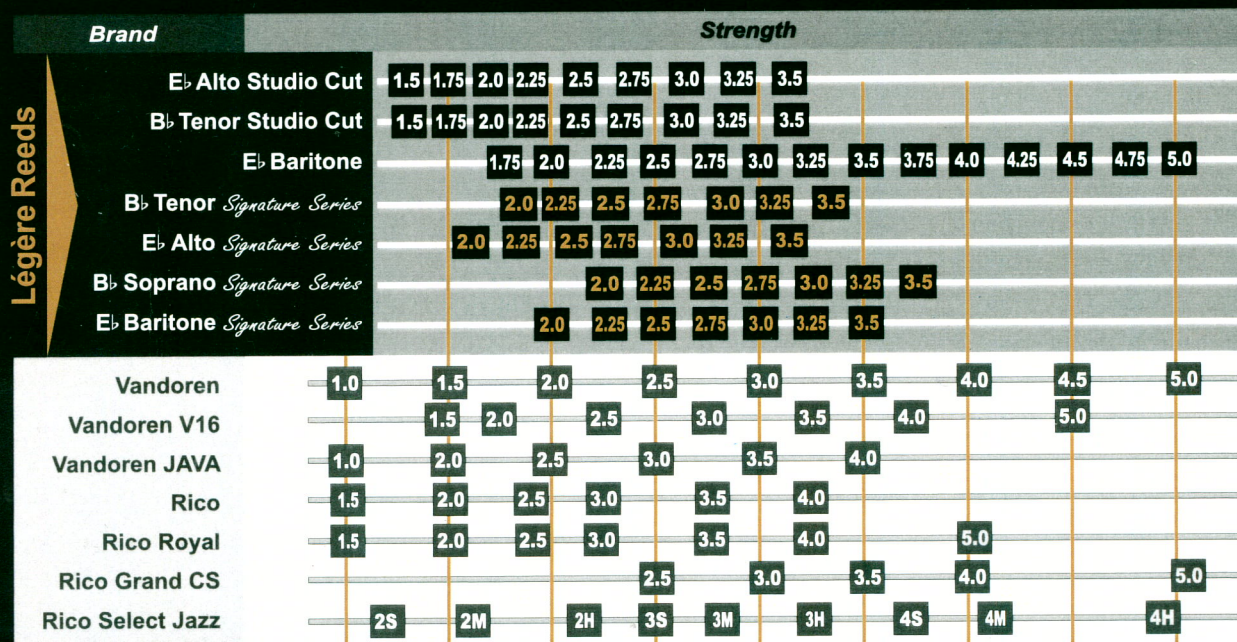 Brand Strength
Légère Reeds
E♭ Alto Studio Cut 1.5 1.75 2.0 2.25 2.5 2.75 3.0 3.25 3.5
B♭ Tenor Studio Cut 1.5 1.75 2.0 2.25 2.5 2.75 3.0 3.25 3.5
E♭ Baritone 1.75 2.0 2.25 2.5 2.75 3.0 3.25 3.5 3.75 4.0 4.25 4.5 4.75 5.0
B♭ Tenor Signature Series 2.0 2.25 2.5 2.75 3.0 3.25 3.5
E♭ Alto Signature Series 2.0 2.25 2.5 2.75 3.0 3.25 3.5
B♭ Soprano Signature Series 2.0 2.25 2.5 2.75 3.0 3.25 3.5
E♭ Baritone Signature Series 2.0 2.25 2.5 2.75 3.0 3.25 3.5
Vandoren 1.0 1.5 2.0 2.5 3.0 3.5 4.0 4.5 5.0
Vandoren V16 1.5 2.0 2.5 3.0 3.5 4.0 5.0
Vandoren JAVA 1.0 2.0 2.5 3.0 3.5 4.0
Rico 1.5 2.0 2.5 3.0 3.5 4.0
Rico Royal 1.5 2.0 2.5 3.0 3.5 4.0 5.0
Rico Grand CS 2.5 3.0 3.5 4.0 5.0
Rico Select Jazz 2S 2M 2H 3S 3M 3H 4S 4M 4H